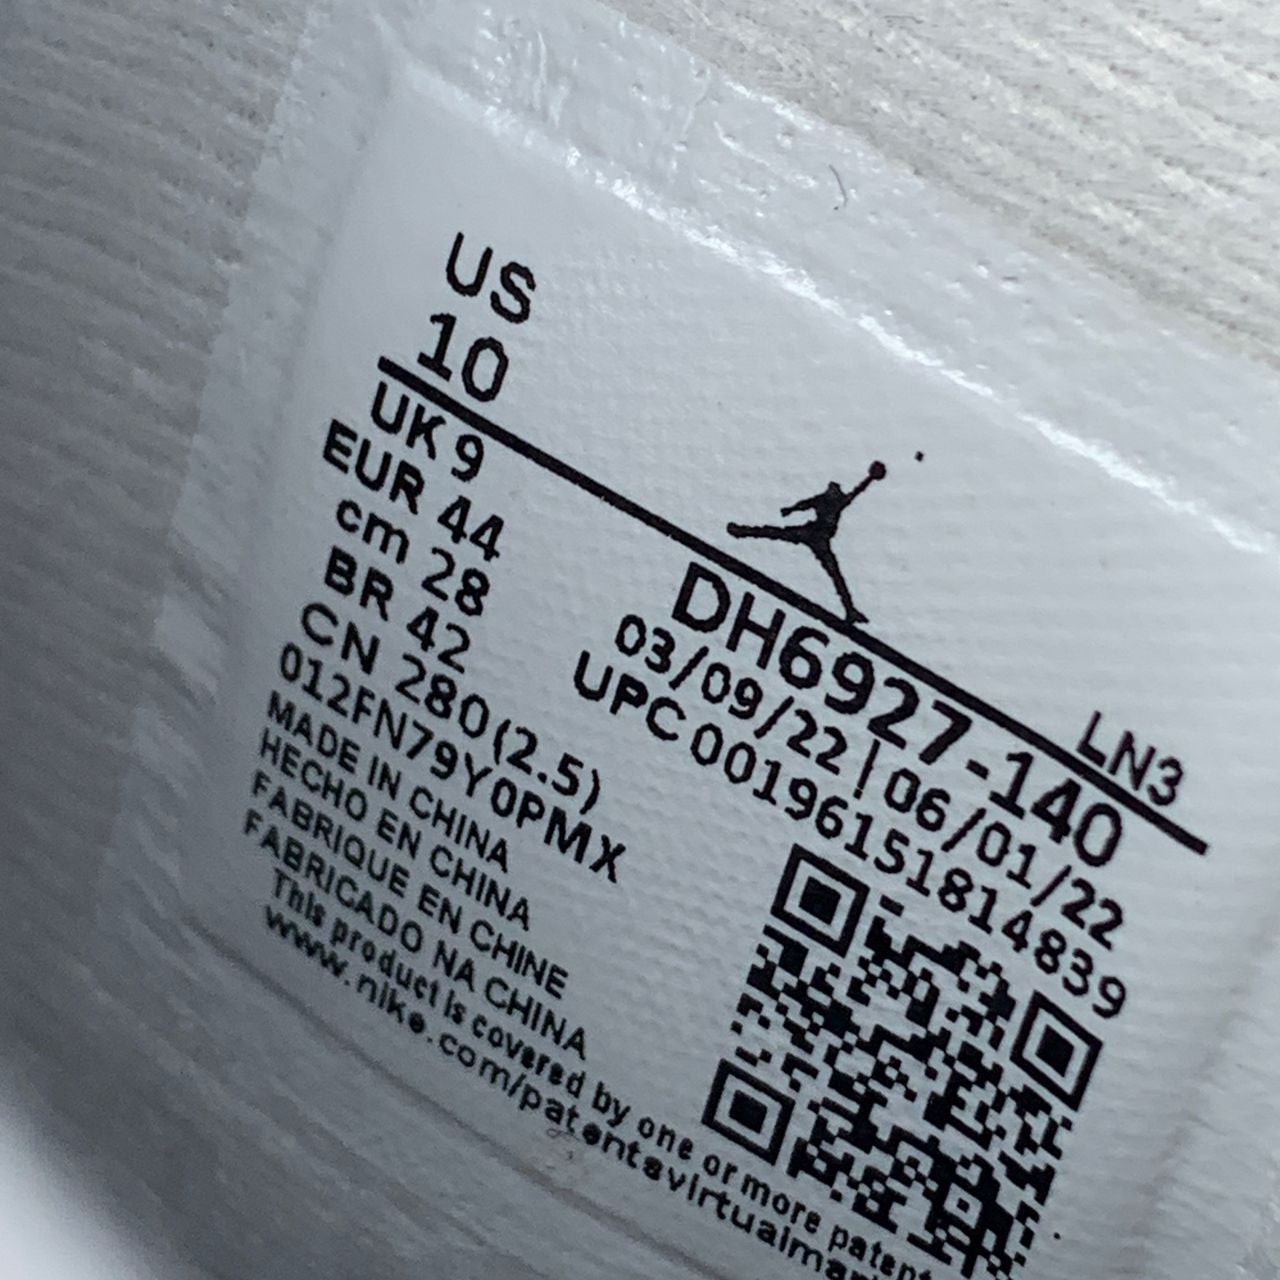 US
10
UK 9
EUR 44
cm 28
BR 42
CN 280(2.5)
012FN79Y0PMX
MADE IN CHINA
HECHO EN CHINA
FABRIQUE EN CHINE
FABRICADO NA CHINA
This product is covered by one or more patent
www.nike.com/patentsvirtualmar
LN3
DH6927-140
03/09/22 | 06/01/22
UPC 00196151814839